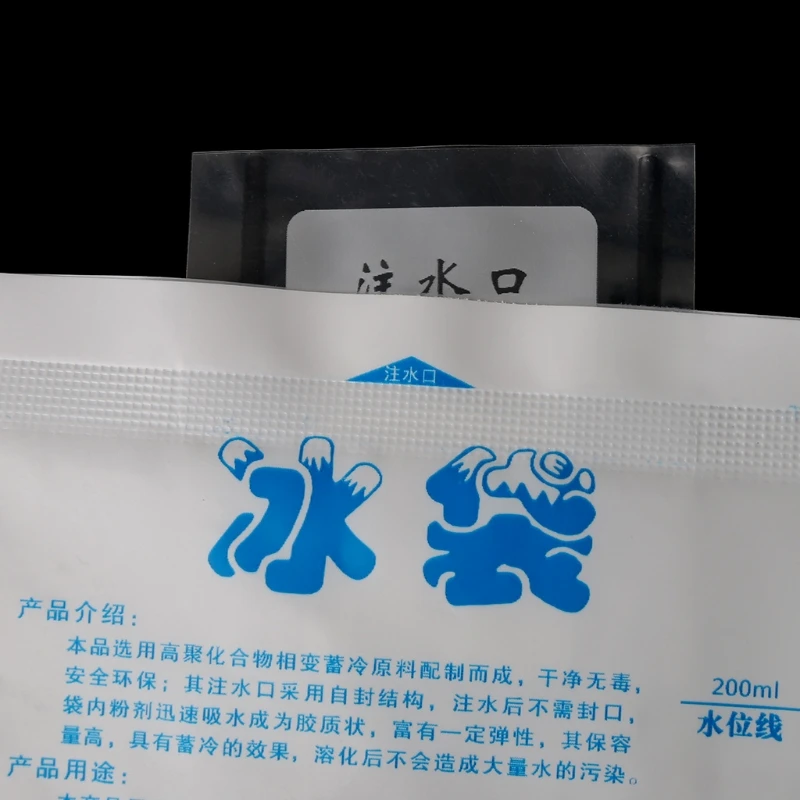 注水口
注水口
冰袋
产品介绍：
本品选用高聚化合物相变蓄冷原料配制而成，干净无毒，
安全环保；其注水口采用自封结构，注水后不需封口，
袋内粉剂迅速吸水成为胶质状，富有一定弹性，其保容
量高，具有蓄冷的效果，溶化后不会造成大量水的污染。
200ml
水位线
产品用途：